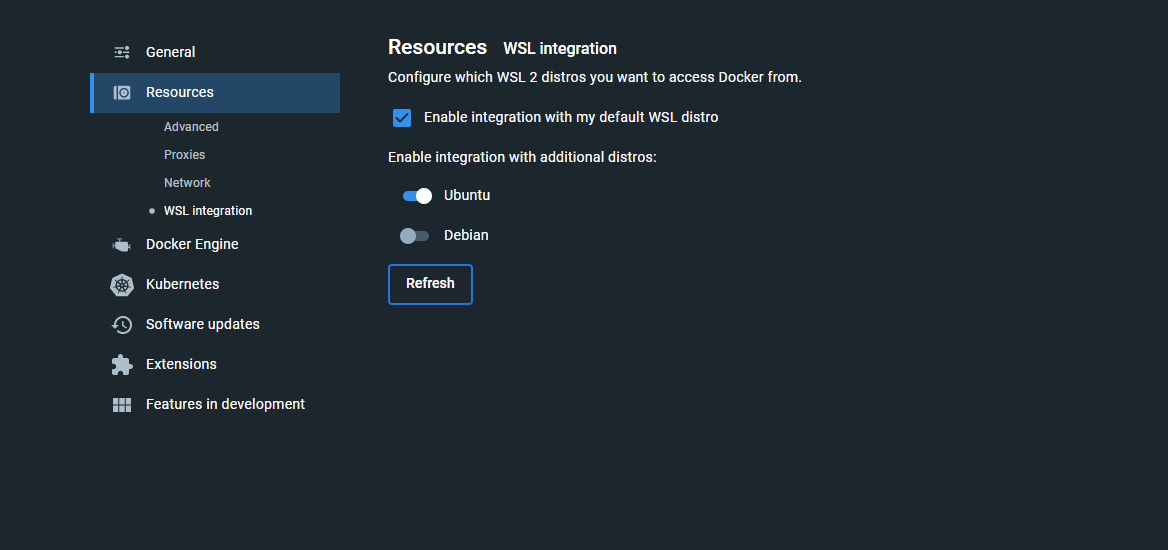 General
Resources
Advanced
Proxies
Network
WSL integration
Docker Engine
Kubernetes
Software updates
Extensions
Features in development
Resources WSL integration
Configure which WSL 2 distros you want to access Docker from.
Enable integration with my default WSL distro
Enable integration with additional distros:
Ubuntu
Debian
Refresh